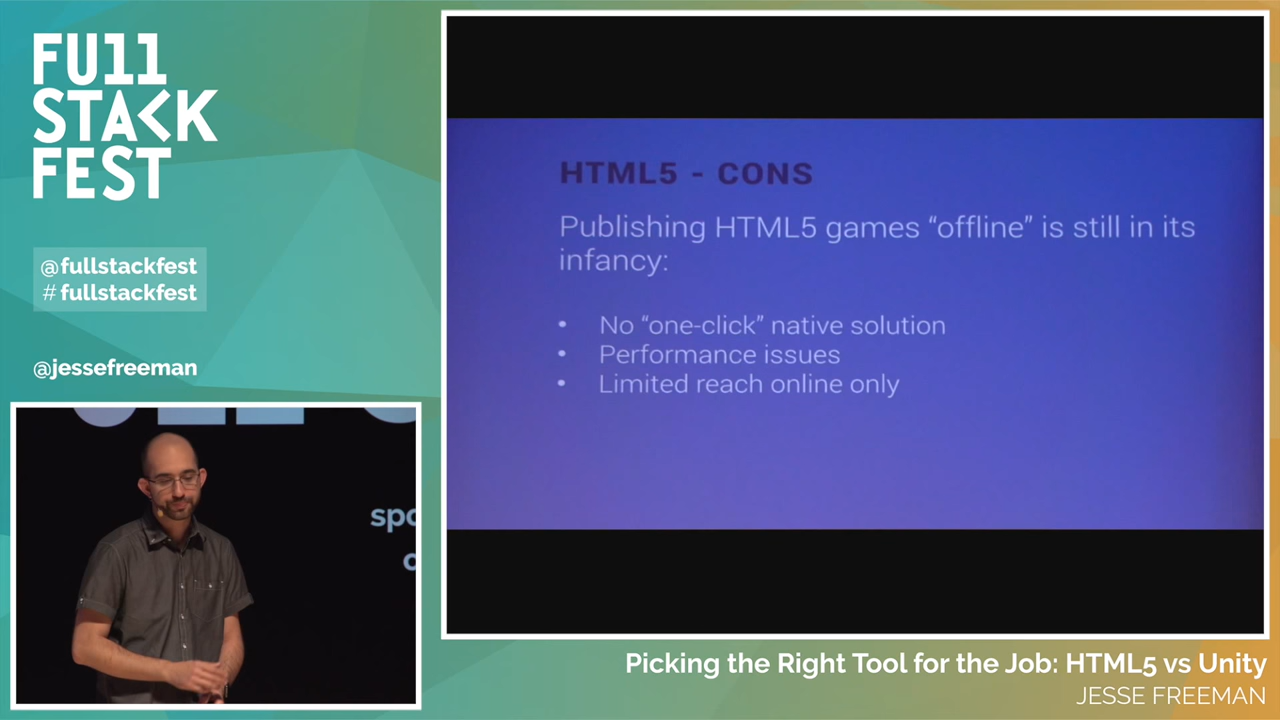 FU11
STACK
FEST
@fullstackfest
# fullstackfest
@jessefreeman
HTML5 - CONS
Publishing HTML5 games “offline” is still in its
infancy:
• No “one-click” native solution
• Performance issues
• Limited reach online only
Picking the Right Tool for the Job: HTML5 vs Unity
JESSE FREEMAN